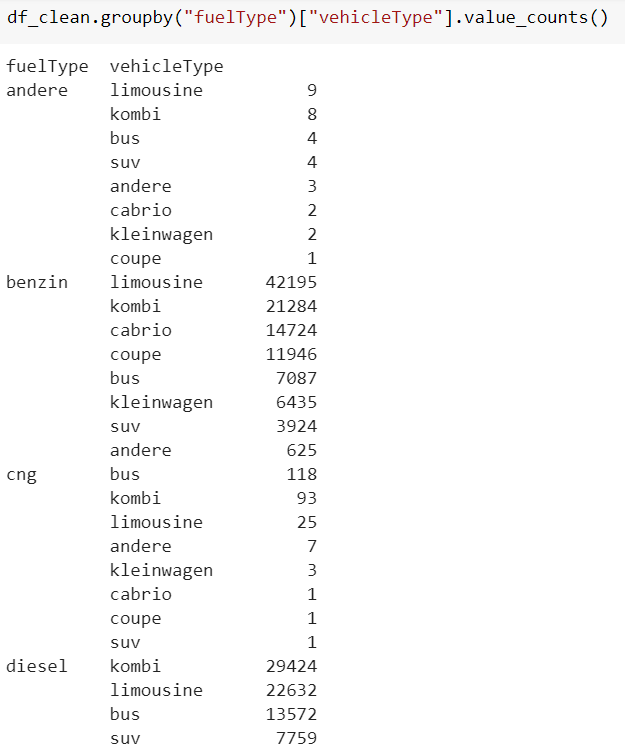 df_clean.groupby("fuelType")["vehicleType"].value_counts()
fuelType  vehicleType
andere    limousine          9
          kombi              8
          bus                4
          suv                4
          andere             3
          cabrio             2
          kleinwagen         2
          coupe              1
benzin    limousine      42195
          kombi          21284
          cabrio         14724
          coupe          11946
          bus             7087
          kleinwagen      6435
          suv             3924
          andere           625
cng       bus              118
          kombi             93
          limousine         25
          andere             7
          kleinwagen         3
          cabrio             1
          coupe              1
          suv                1
diesel    kombi          29424
          limousine      22632
          bus            13572
          suv             7759